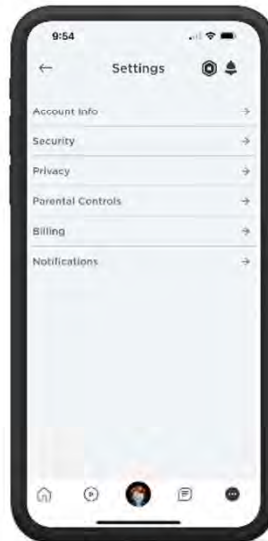 9:54
Settings
Account Info
Security
Privacy
Parental Controls
Billing
Notifications